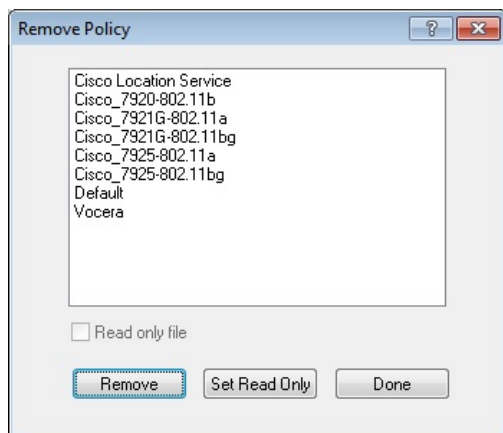 Remove Policy
?
Cisco Location Service
Cisco_7920-802.11b
Cisco_7921G-802.11a
Cisco_7921G-802.11bg
Cisco_7925-802.11a
Cisco_7925-802.11bg
Default
Vocera
Read only file
Remove
Set Read Only
Done